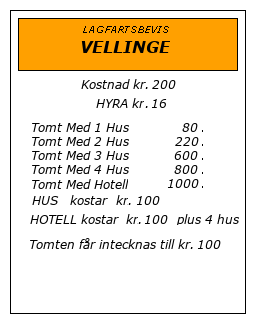 LAGFARTSBEVIS
VELLINGE
Kostnad kr. 200
HYRA kr. 16
Tomt Med 1 Hus 80 .
Tomt Med 2 Hus 220 .
Tomt Med 3 Hus 600 .
Tomt Med 4 Hus 800 .
Tomt Med Hotell 1000 .
HUS kostar kr. 100
HOTELL kostar kr. 100 plus 4 hus
Tomten får intecknas till kr. 100